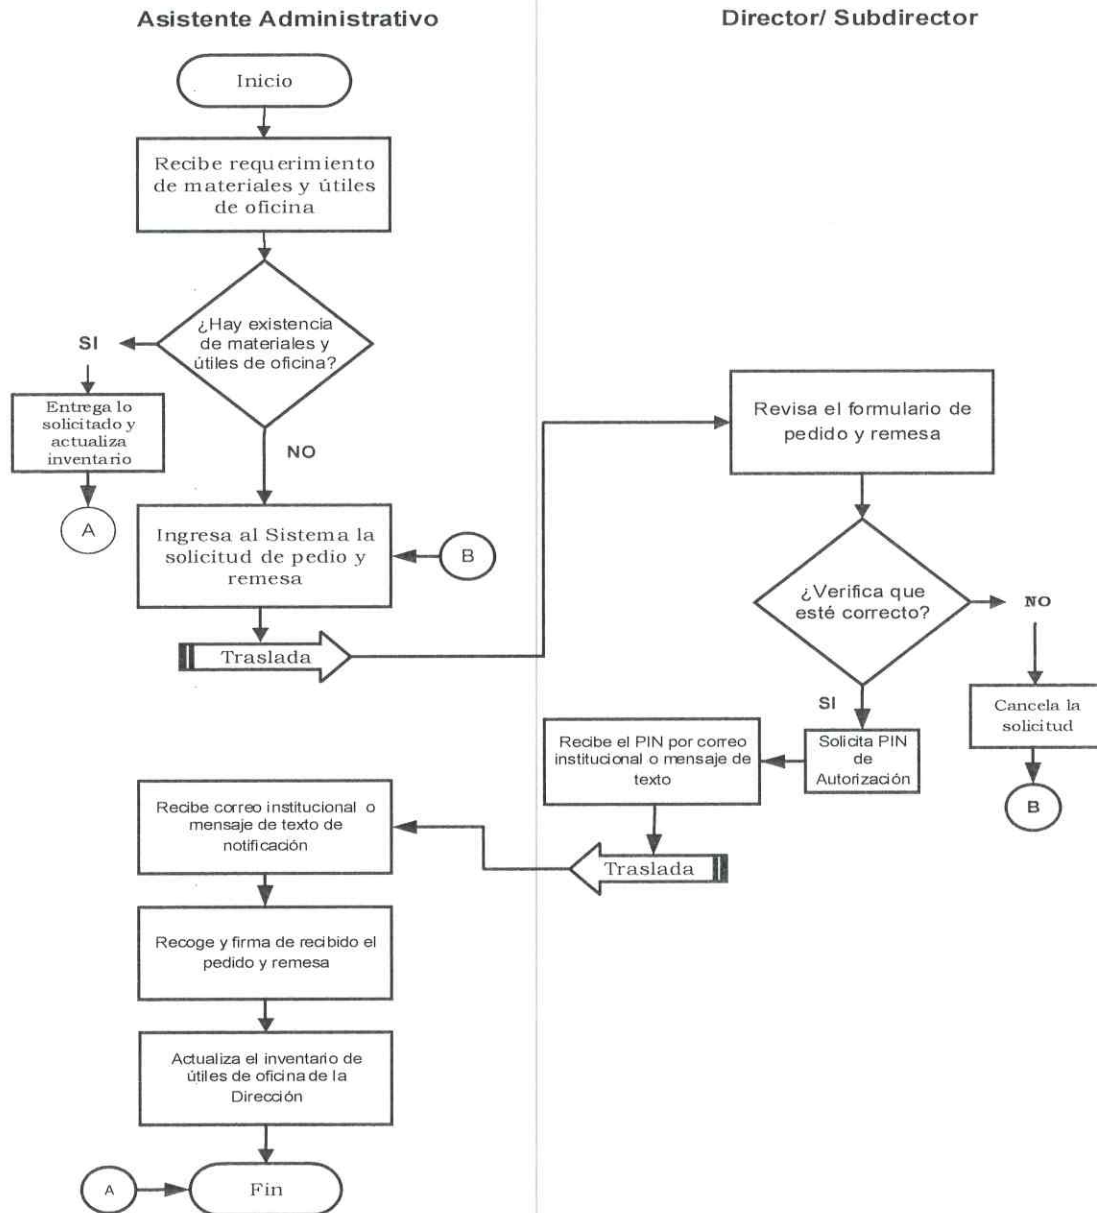 Asistente Administrativo
Director/ Subdirector
Inicio
Recibe requerimiento
de materiales y útiles
de oficina
¿Hay existencia
de materiales y
útiles de oficina?
SI
Entrega lo
solicitado y
actualiza
inventario
A
NO
Ingresa al Sistema la
solicitud de pedio y
remesa
B
Traslada
Revisa el formulario de
pedido y remesa
¿Verifica que
esté correcto?
NO
Cancela la
solicitud
B
SI
Solicita PIN
de
Autorización
Recibe el PIN por correo
institucional o mensaje de
texto
Traslada
Recibe correo institucional o
mensaje de texto de
notificación
Recoge y firma de recibido el
pedido y remesa
Actualiza el inventario de
útiles de oficina de la
Dirección
A
Fin